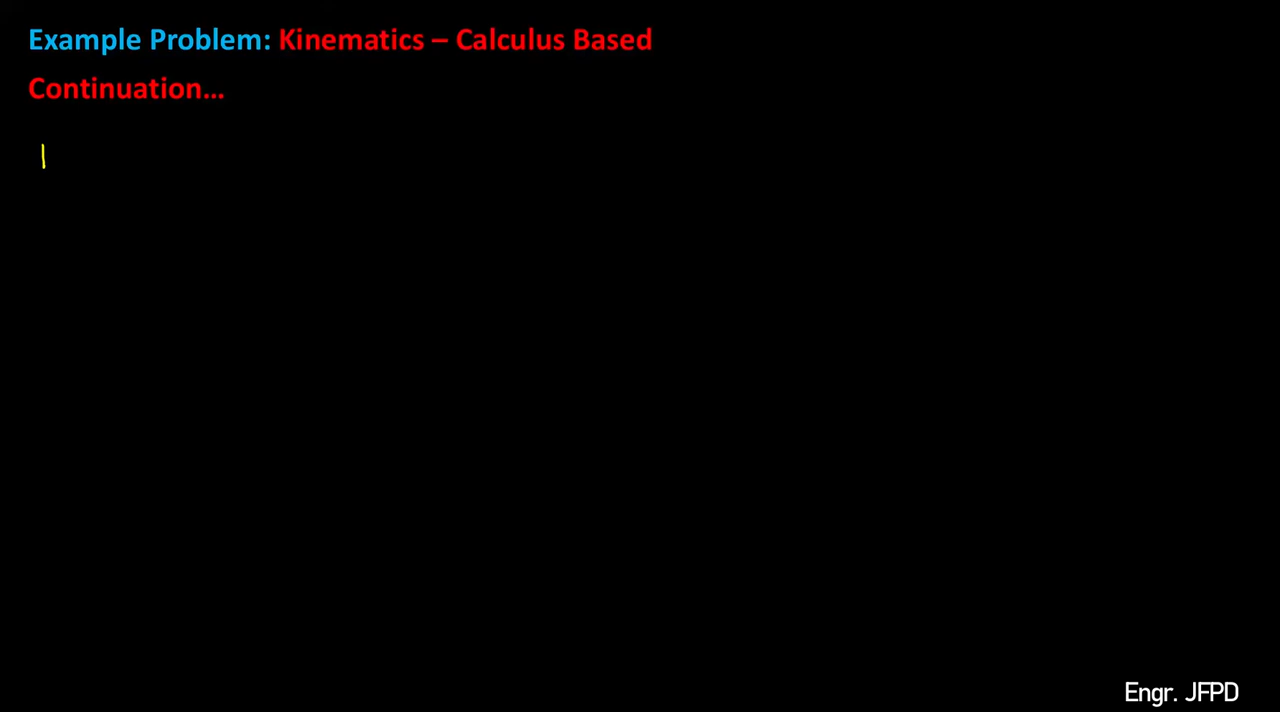 Example Problem: Kinematics – Calculus Based
Continuation...
Engr. JFPD